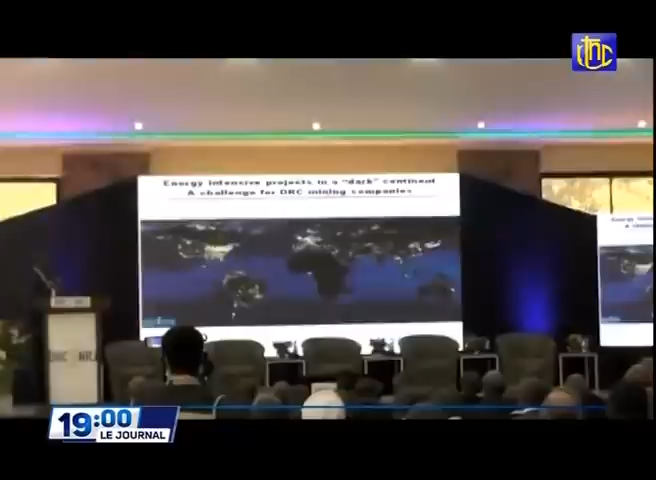 Energy intensive projects in a "dark" continent
A challenge for DRC mining companies
19:00
LE JOURNAL